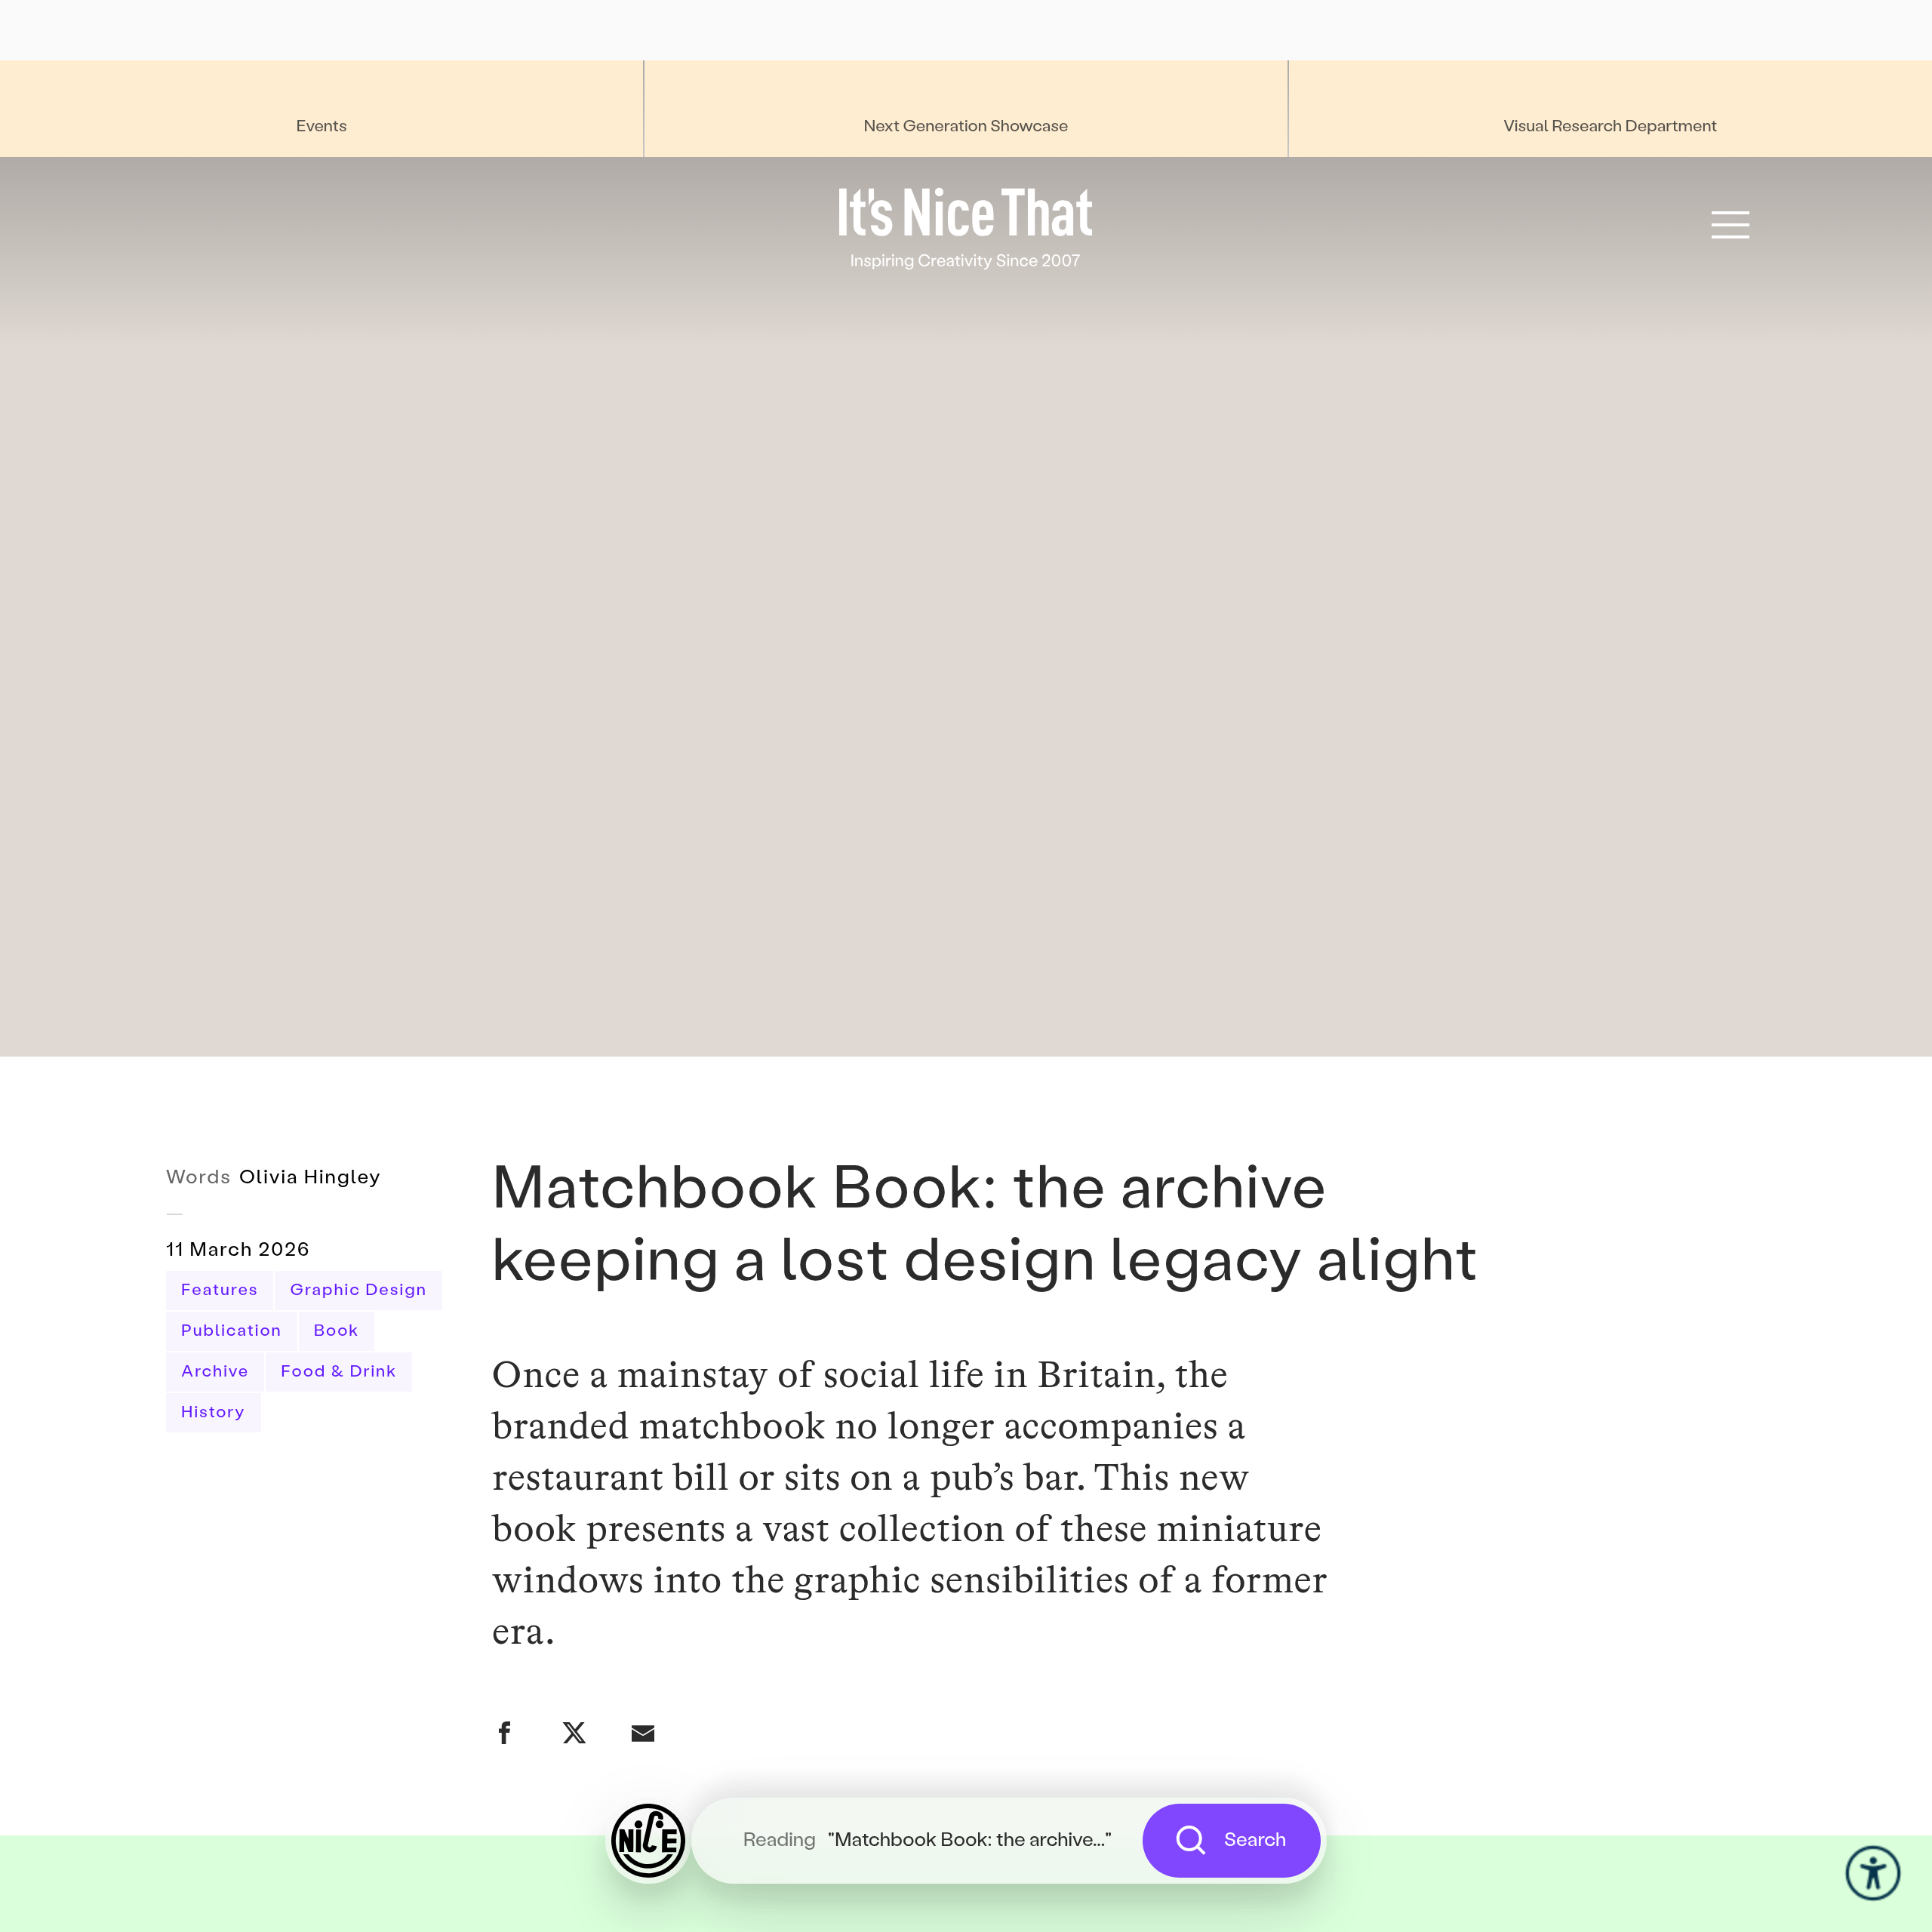 Events
Next Generation Showcase
Visual Research Department
It's Nice That
Inspiring Creativity Since 2007
Words Olivia Hingley
11 March 2026
Features
Graphic Design
Publication
Book
Archive
Food & Drink
History
Matchbook Book: the archive
keeping a lost design legacy alight
Once a mainstay of social life in Britain, the
branded matchbook no longer accompanies a
restaurant bill or sits on a pub’s bar. This new
book presents a vast collection of these miniature
windows into the graphic sensibilities of a former
era.
NICE
Reading "Matchbook Book: the archive..."
Search